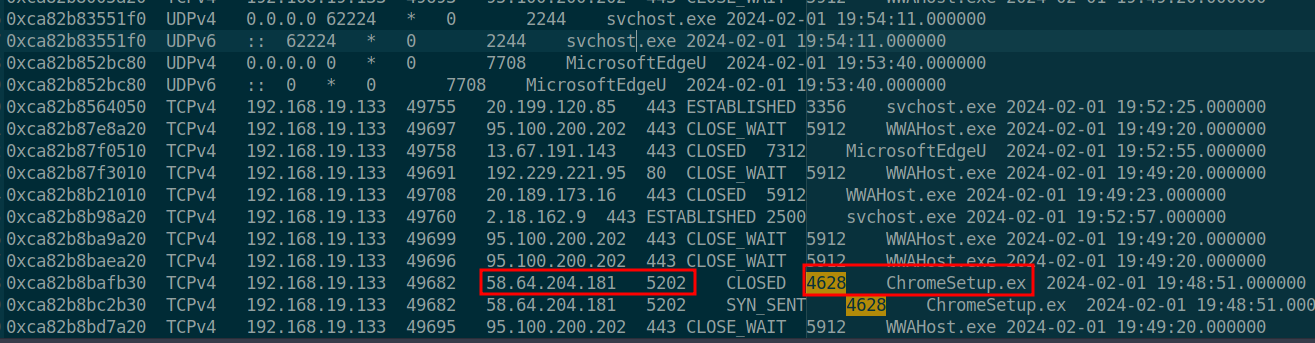 0xca82b83551f0 UDPv4 0.0.0.0 62224 * 0 2244 svchost.exe 2024-02-01 19:54:11.000000
0xca82b83551f0 UDPv6 :: 62224 * 0 2244 svchost.exe 2024-02-01 19:54:11.000000
0xca82b852bc80 UDPv4 0.0.0.0 0 * 0 7708 MicrosoftEdgeU 2024-02-01 19:53:40.000000
0xca82b852bc80 UDPv6 :: 0 * 0 7708 MicrosoftEdgeU 2024-02-01 19:53:40.000000
0xca82b8564050 TCPv4 192.168.19.133 49755 20.199.120.85 443 ESTABLISHED 3356 svchost.exe 2024-02-01 19:52:25.000000
0xca82b87e8a20 TCPv4 192.168.19.133 49697 95.100.200.202 443 CLOSE_WAIT 5912 WWAHost.exe 2024-02-01 19:49:20.000000
0xca82b87f0510 TCPv4 192.168.19.133 49758 13.67.191.143 443 CLOSED 7312 MicrosoftEdgeU 2024-02-01 19:52:55.000000
0xca82b87f3010 TCPv4 192.168.19.133 49691 192.229.221.95 80 CLOSE_WAIT 5912 WWAHost.exe 2024-02-01 19:49:20.000000
0xca82b8b21010 TCPv4 192.168.19.133 49708 20.189.173.16 443 CLOSED 5912 WWAHost.exe 2024-02-01 19:49:23.000000
0xca82b8b98a20 TCPv4 192.168.19.133 49760 2.18.162.9 443 ESTABLISHED 2500 svchost.exe 2024-02-01 19:52:57.000000
0xca82b8ba9a20 TCPv4 192.168.19.133 49699 95.100.200.202 443 CLOSE_WAIT 5912 WWAHost.exe 2024-02-01 19:49:20.000000
0xca82b8baea20 TCPv4 192.168.19.133 49696 95.100.200.202 443 CLOSE_WAIT 5912 WWAHost.exe 2024-02-01 19:49:20.000000
0xca82b8bafb30 TCPv4 192.168.19.133 49682 58.64.204.181 5202 CLOSED 4628 ChromeSetup.ex 2024-02-01 19:48:51.000000
0xca82b8bc2b30 TCPv4 192.168.19.133 49682 58.64.204.181 5202 SYN_SENT 4628 ChromeSetup.ex 2024-02-01 19:48:51.000
0xca82b8bd7a20 TCPv4 192.168.19.133 49695 95.100.200.202 443 CLOSE_WAIT 5912 WWAHost.exe 2024-02-01 19:49:20.000000